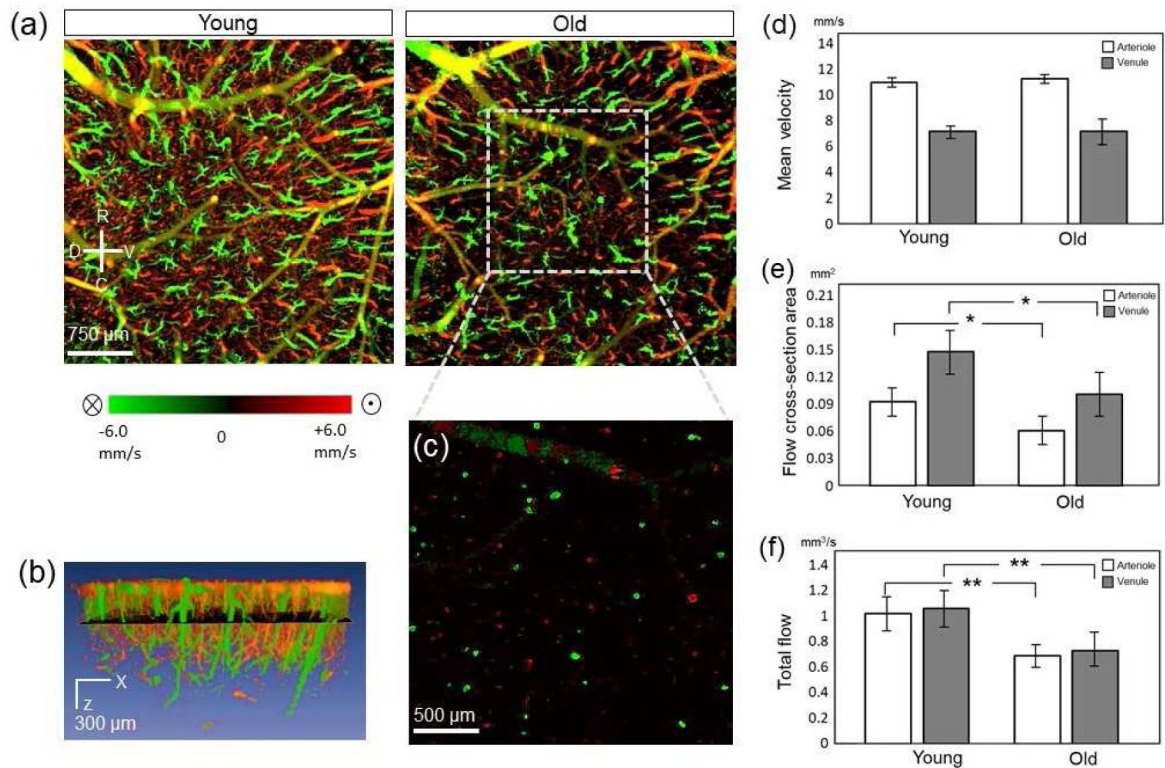 (a)
Young
Old
R
D V
C
750 µm
-6.0
mm/s
0
+6.0
mm/s
(b)
X
Z
300 µm
(c)
500 µm
(d)
mm/s
Mean velocity
14
12
10
8
6
4
2
0
Arteriole
Venule
Young Old
(e)
mm²
Flow cross-section area
0.21
0.18
0.15
0.12
0.09
0.06
0.03
0
Arteriole
Venule
*
*
Young Old
(f)
mm³/s
Total flow
1.4
1.2
1
0.8
0.6
0.4
0.2
0
Arteriole
Venule
**
**
Young Old